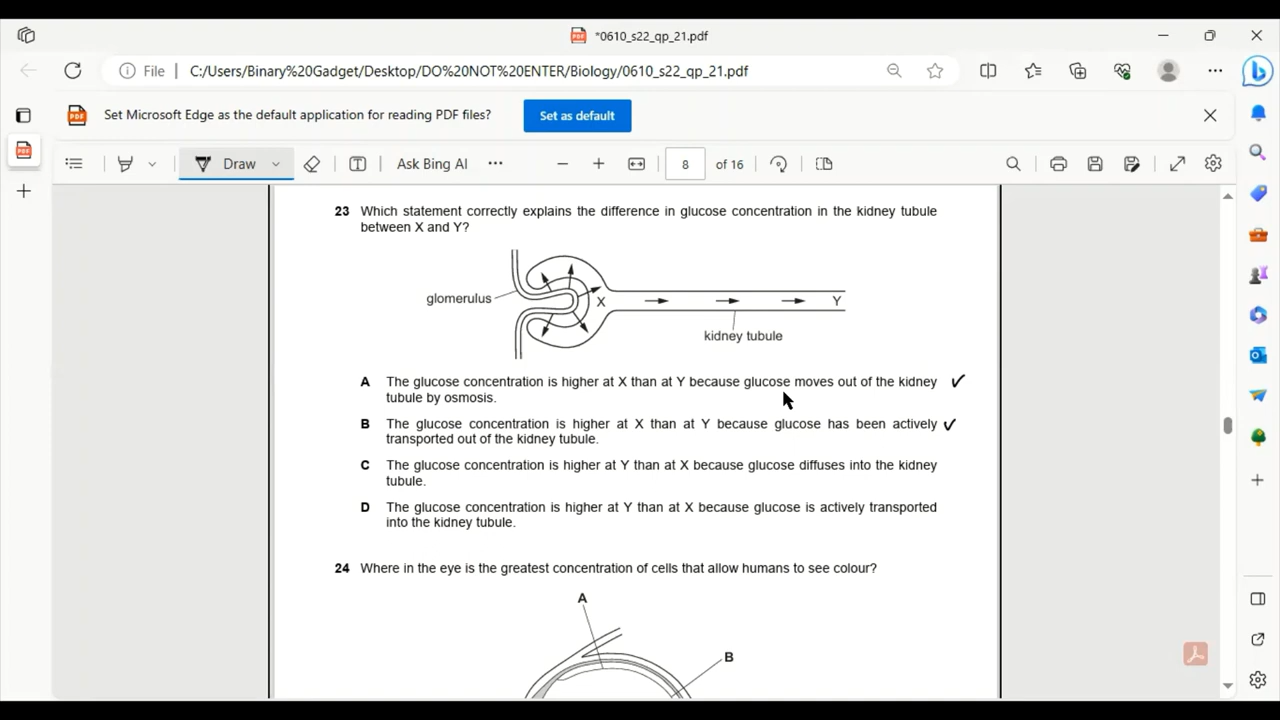 *0610_s22_qp_21.pdf
File | C:/Users/Binary%20Gadget/Desktop/DO%20NOT%20ENTER/Biology/0610_s22_qp_21.pdf
Set Microsoft Edge as the default application for reading PDF files?
Set as default
Draw
Ask Bing AI
8 of 16
23 Which statement correctly explains the difference in glucose concentration in the kidney tubule
between X and Y?
glomerulus
X
Y
kidney tubule
A The glucose concentration is higher at X than at Y because glucose moves out of the kidney
tubule by osmosis.
B The glucose concentration is higher at X than at Y because glucose has been actively
transported out of the kidney tubule.
C The glucose concentration is higher at Y than at X because glucose diffuses into the kidney
tubule.
D The glucose concentration is higher at Y than at X because glucose is actively transported
into the kidney tubule.
24 Where in the eye is the greatest concentration of cells that allow humans to see colour?
A
B